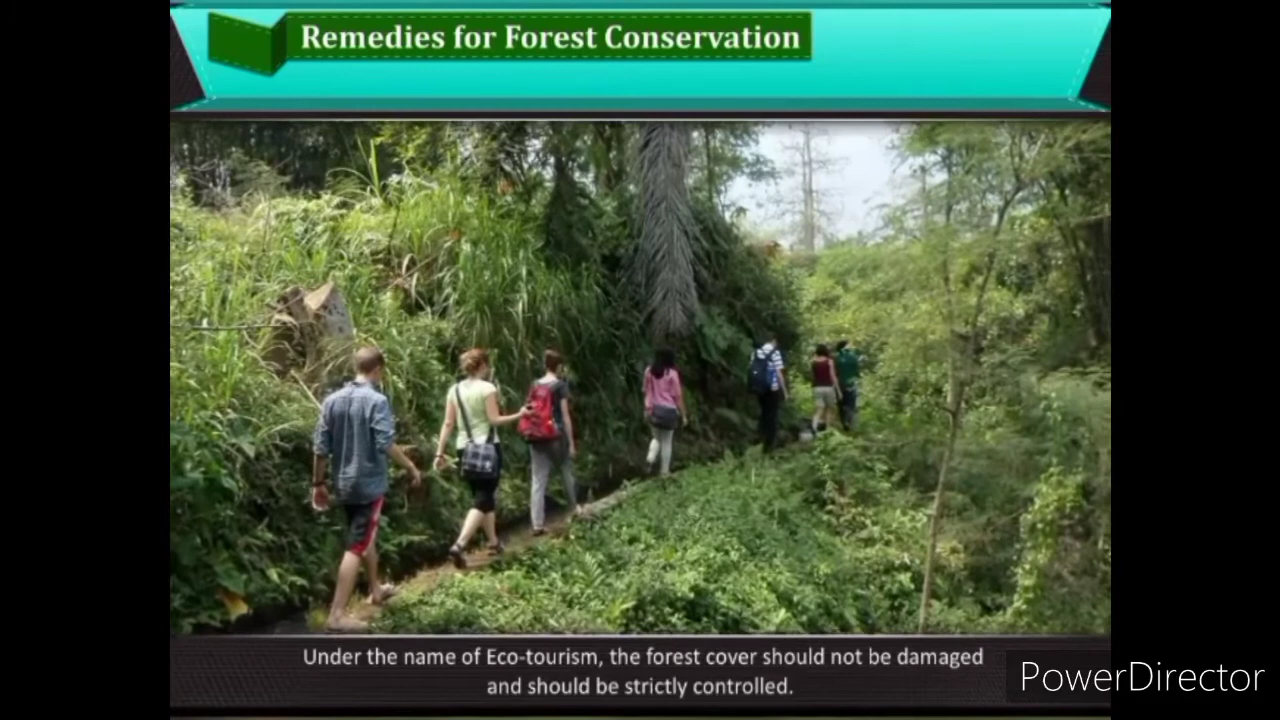 Remedies for Forest Conservation
Under the name of Eco-tourism, the forest cover should not be damaged
and should be strictly controlled.
PowerDirector